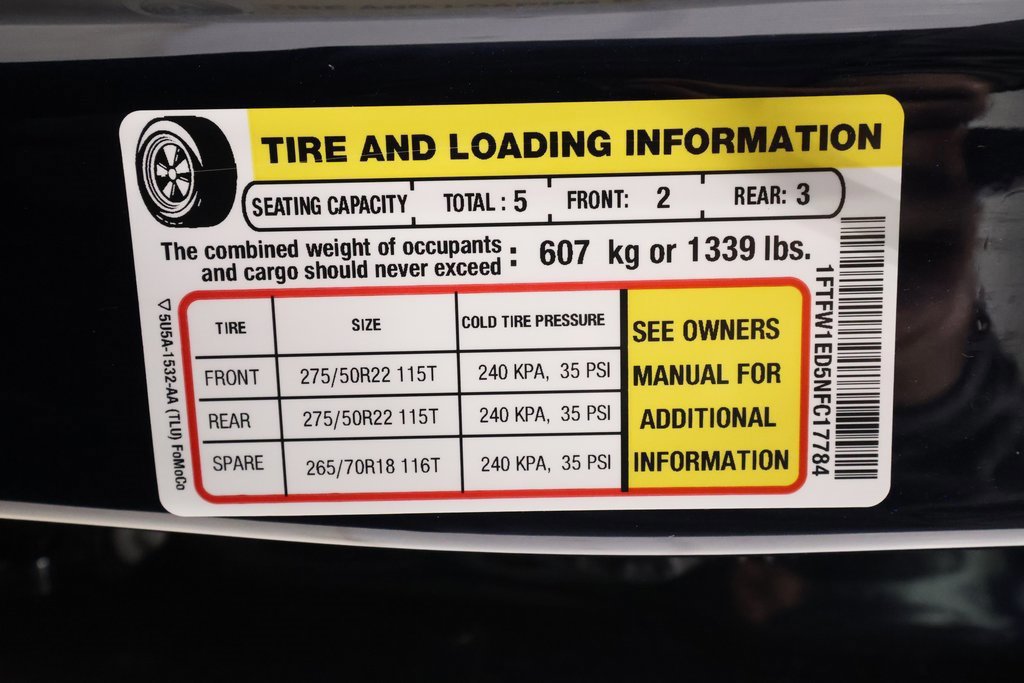 TIRE AND LOADING INFORMATION
SEATING CAPACITY TOTAL : 5 FRONT: 2 REAR: 3
The combined weight of occupants
and cargo should never exceed : 607 kg or 1339 lbs.
TIRE SIZE COLD TIRE PRESSURE
FRONT 275/50R22 115T 240 KPA, 35 PSI
REAR 275/50R22 115T 240 KPA, 35 PSI
SPARE 265/70R18 116T 240 KPA, 35 PSI
SEE OWNERS
MANUAL FOR
ADDITIONAL
INFORMATION
5U5A-1532-AA (TLU) FoMoCo
1FTFW1ED5NFC17784